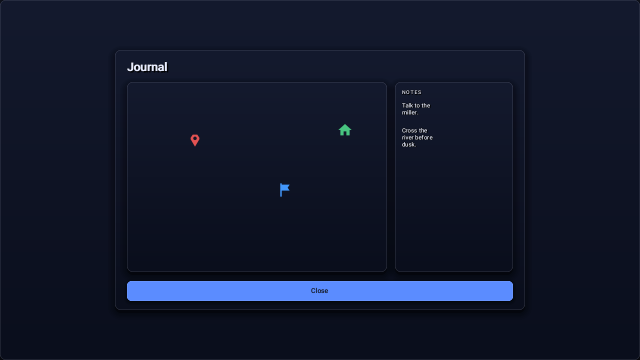 Journal
NOTES
Talk to the
miller.
Cross the
river before
dusk.
Close